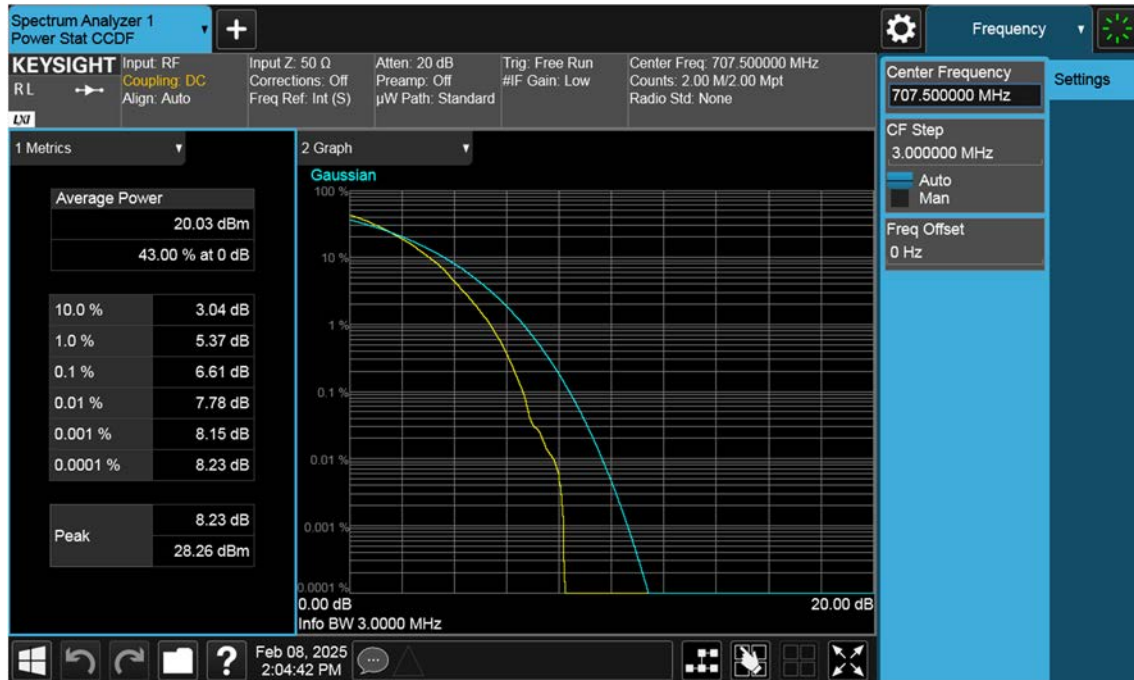 Spectrum Analyzer 1
Power Stat CCDF
+
Frequency
KEYSIGHT
RL
LXI
Input: RF
Coupling: DC
Align: Auto
Input Z: 50 Ω
Corrections: Off
Freq Ref: Int (S)
Atten: 20 dB
Preamp: Off
µW Path: Standard
Trig: Free Run
#IF Gain: Low
Center Freq: 707.500000 MHz
Counts: 2.00 M/2.00 Mpt
Radio Std: None
Center Frequency
707.500000 MHz
Settings
CF Step
3.000000 MHz
Auto
Man
Freq Offset
0 Hz
1 Metrics
Average Power
20.03 dBm
43.00 % at 0 dB
10.0 % 3.04 dB
1.0 % 5.37 dB
0.1 % 6.61 dB
0.01 % 7.78 dB
0.001 % 8.15 dB
0.0001 % 8.23 dB
Peak
8.23 dB
28.26 dBm
2 Graph
Gaussian
100 %
10 %
1 %
0.1 %
0.01 %
0.001 %
0.0001 %
0.00 dB 20.00 dB
Info BW 3.0000 MHz
?
Feb 08, 2025
2:04:42 PM